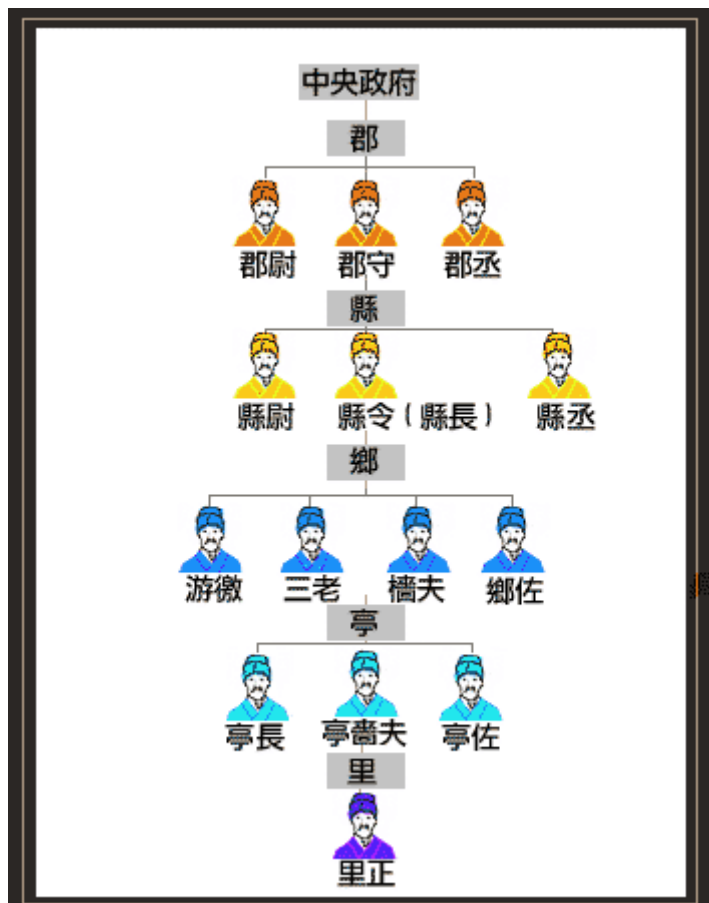 中央政府
郡
郡尉 郡守 郡丞
縣
縣尉 縣令（縣長） 縣丞
鄉
游徼 三老 檣夫 鄉佐
亭
亭長 亭嗇夫 亭佐
里
里正